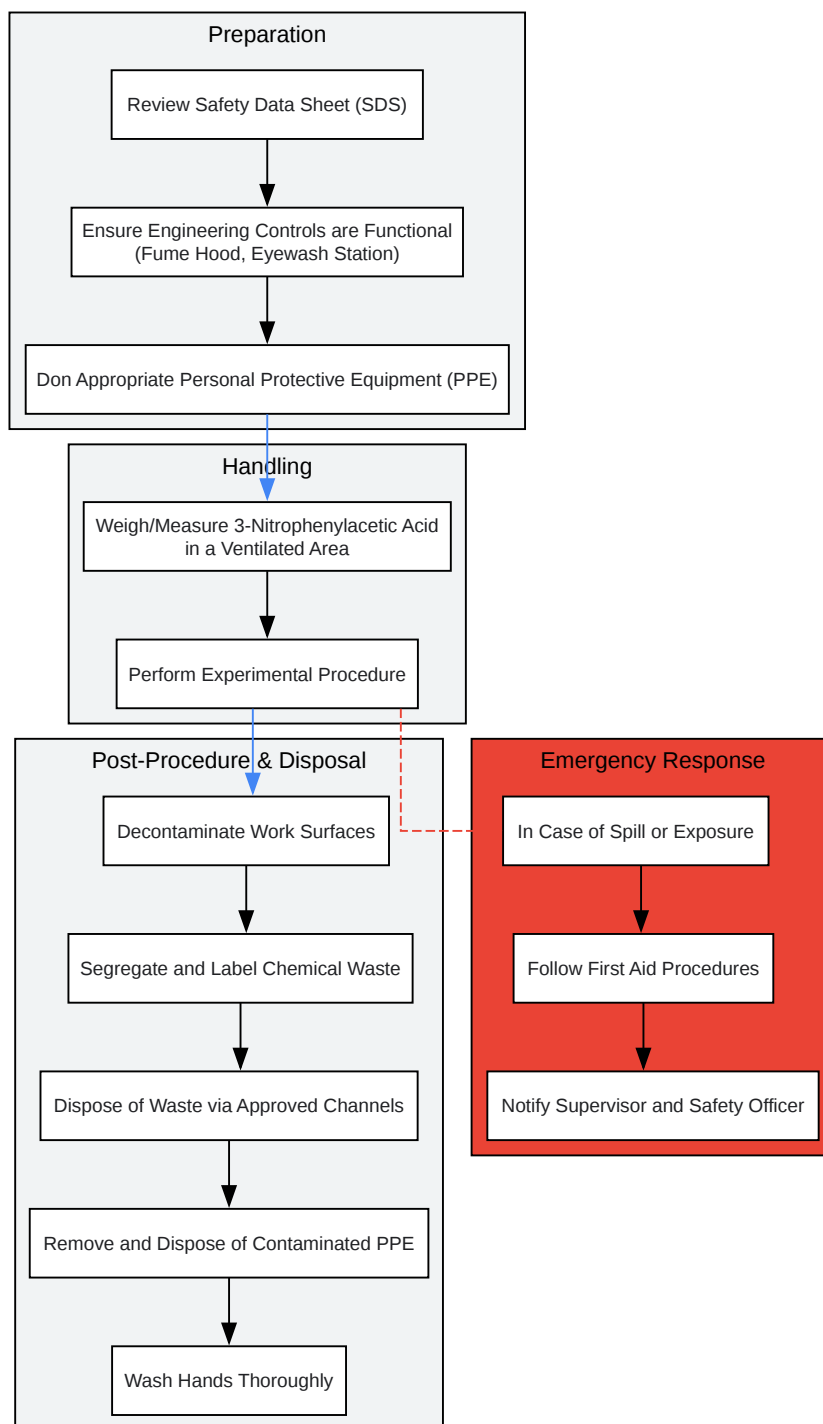 Preparation
Review Safety Data Sheet (SDS)
Ensure Engineering Controls are Functional
(Fume Hood, Eyewash Station)
Don Appropriate Personal Protective Equipment (PPE)
Handling
Weigh/Measure 3-Nitrophenylacetic Acid
in a Ventilated Area
Perform Experimental Procedure
Post-Procedure & Disposal
Decontaminate Work Surfaces
Segregate and Label Chemical Waste
Dispose of Waste via Approved Channels
Remove and Dispose of Contaminated PPE
Wash Hands Thoroughly
Emergency Response
In Case of Spill or Exposure
Follow First Aid Procedures
Notify Supervisor and Safety Officer